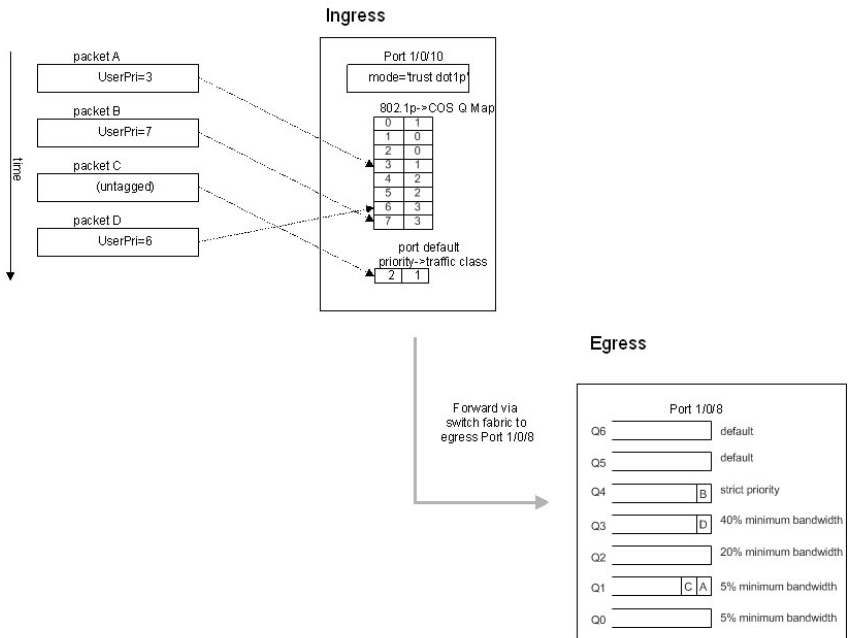 Ingress
packet A
UserPri=3
packet B
UserPri=7
packet C
(untagged)
packet D
UserPri=6
time
Port 1/0/10
mode='trust dot1p'
802.1p->COS Q Map
0 1
1 0
2 0
3 1
4 2
5 2
6 3
7 3
port default
priority->traffic class
2 1
Forward via
switch fabric to
egress Port 1/0/8
Egress
Port 1/0/8
Q6 default
Q5 default
Q4 B strict priority
Q3 D 40% minimum bandwidth
Q2 20% minimum bandwidth
Q1 C A 5% minimum bandwidth
Q0 5% minimum bandwidth